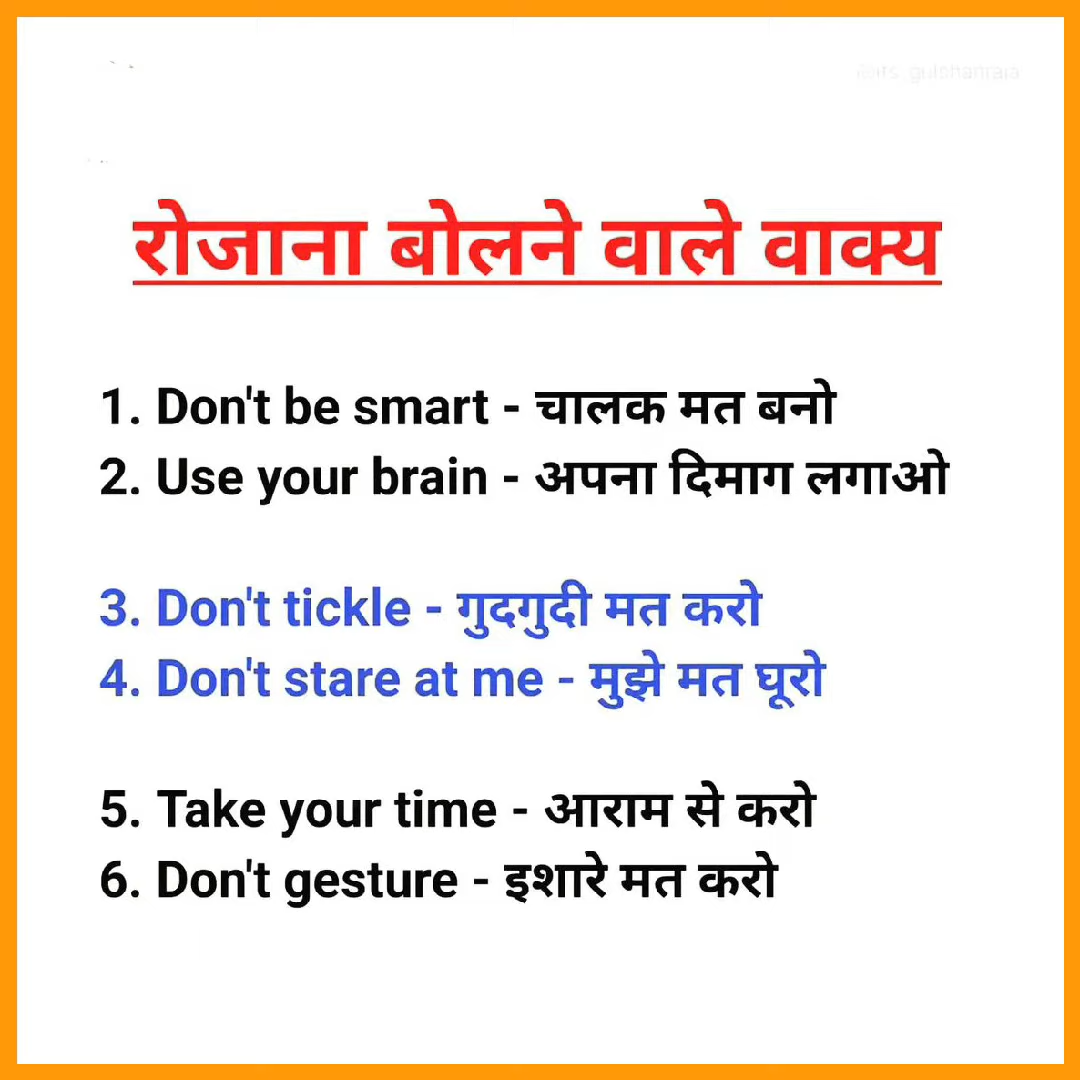 रोजाना बोलने वाले वाक्य
1. Don't be smart - चालक मत बनो
2. Use your brain - अपना दिमाग लगाओ
3. Don't tickle - गुदगुदी मत करो
4. Don't stare at me - मुझे मत घूरो
5. Take your time - आराम से करो
6. Don't gesture - इशारे मत करो